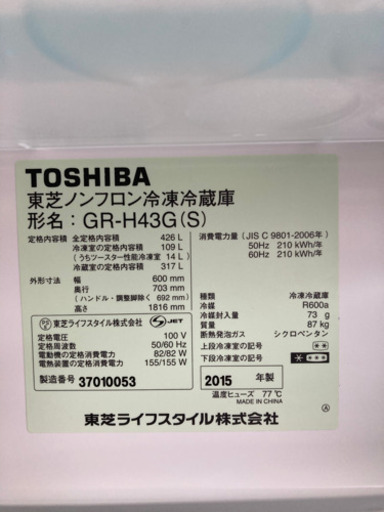 TOSHIBA
東芝ノンフロン冷凍冷蔵庫
形名：GR-H43G(S)
定格内容積 全定格内容積 426 L
冷凍室の定格内容積 109 L
(うちツースター性能冷凍室 14 L)
冷蔵室の定格内容積 317 L
外形寸法 幅 600 mm
奥行 703 mm
(ハンドル・調整脚除く 692 mm)
高さ 1816 mm
東芝ライフスタイル株式会社 JET
定格電圧 100 V
定格周波数 50/60 Hz
電動機の定格消費電力 82/82 W
電熱装置の定格消費電力 155/155 W
製造番号 37010053
消費電力量 (JIS C 9801-2006年)
50Hz 210 kWh/年
60Hz 210 kWh/年
種類 冷凍冷蔵庫
冷媒 R600a
冷媒封入量 73 g
質量 87 kg
断熱発泡ガス シクロペンタン
上段冷凍室の記号
下段冷凍室の記号
2015 年製
温度ヒューズ 77℃
MADE IN CHINA
東芝ライフスタイル株式会社
Ⓐ